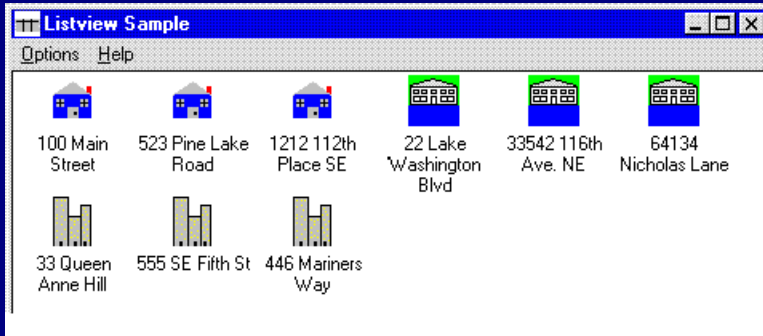 Listview Sample
Options Help
100 Main
Street
523 Pine Lake
Road
1212 112th
Place SE
22 Lake
Washington
Blvd
33542 116th
Ave. NE
64134
Nicholas Lane
33 Queen
Anne Hill
555 SE Fifth St
446 Mariners
Way